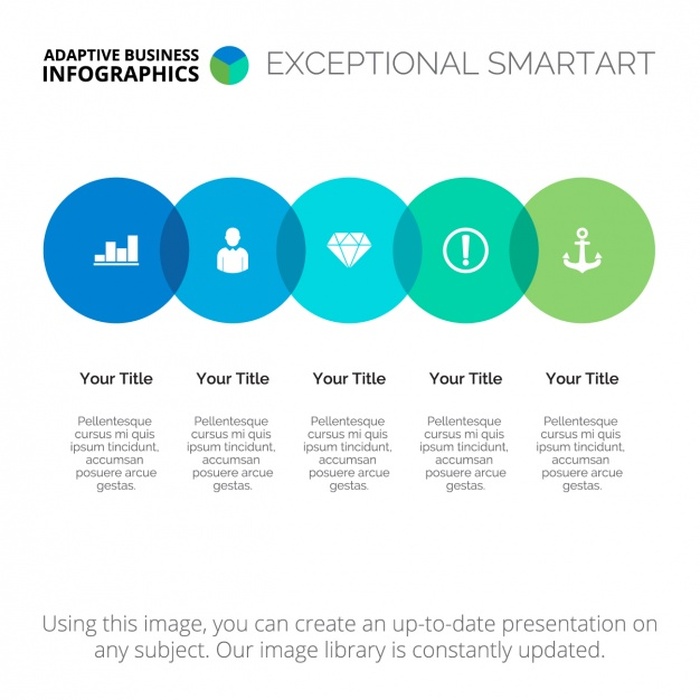 ADAPTIVE BUSINESS
INFOGRAPHICS
EXCEPTIONAL SMARTART
Your Title
Pellentesque
cursus mi quis
ipsum tincidunt,
accumsan
posuere arcue
gestas.
Your Title
Pellentesque
cursus mi quis
ipsum tincidunt,
accumsan
posuere arcue
gestas.
Your Title
Pellentesque
cursus mi quis
ipsum tincidunt,
accumsan
posuere arcue
gestas.
Your Title
Pellentesque
cursus mi quis
ipsum tincidunt,
accumsan
posuere arcue
gestas.
Your Title
Pellentesque
cursus mi quis
ipsum tincidunt,
accumsan
posuere arcue
gestas.
Using this image, you can create an up-to-date presentation on
any subject. Our image library is constantly updated.